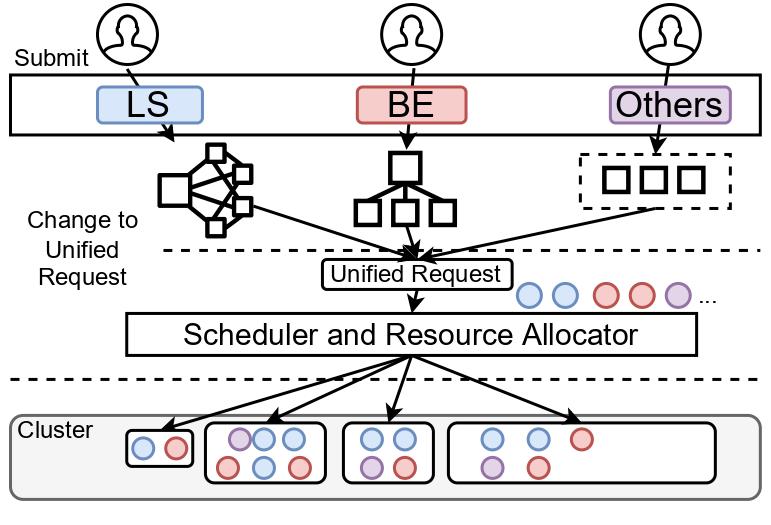 Submit
LS
BE
Others
Change to
Unified
Request
Unified Request
...
Scheduler and Resource Allocator
Cluster